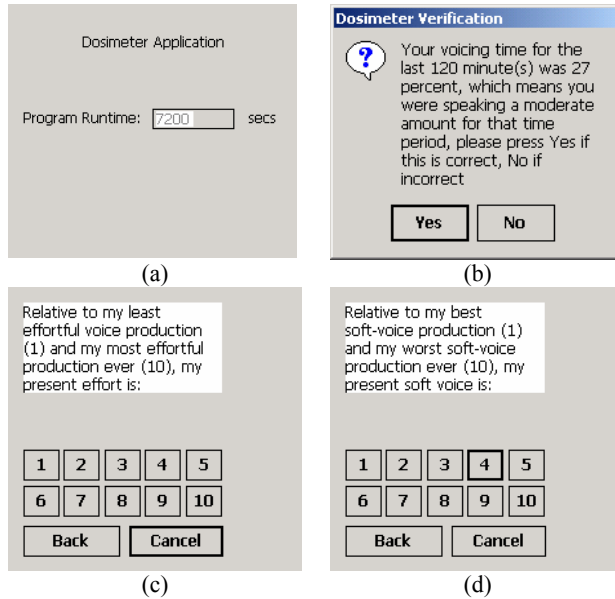 Dosimeter Application
Program Runtime: 7200 secs
(a)
Dosimeter Verification
?
Your voicing time for the
last 120 minute(s) was 27
percent, which means you
were speaking a moderate
amount for that time
period, please press Yes if
this is correct, No if
incorrect
Yes No
(b)
Relative to my least
effortful voice production
(1) and my most effortful
production ever (10), my
present effort is:
1 2 3 4 5
6 7 8 9 10
Back Cancel
(c)
Relative to my best
soft-voice production (1)
and my worst soft-voice
production ever (10), my
present soft voice is:
1 2 3 4 5
6 7 8 9 10
Back Cancel
(d)